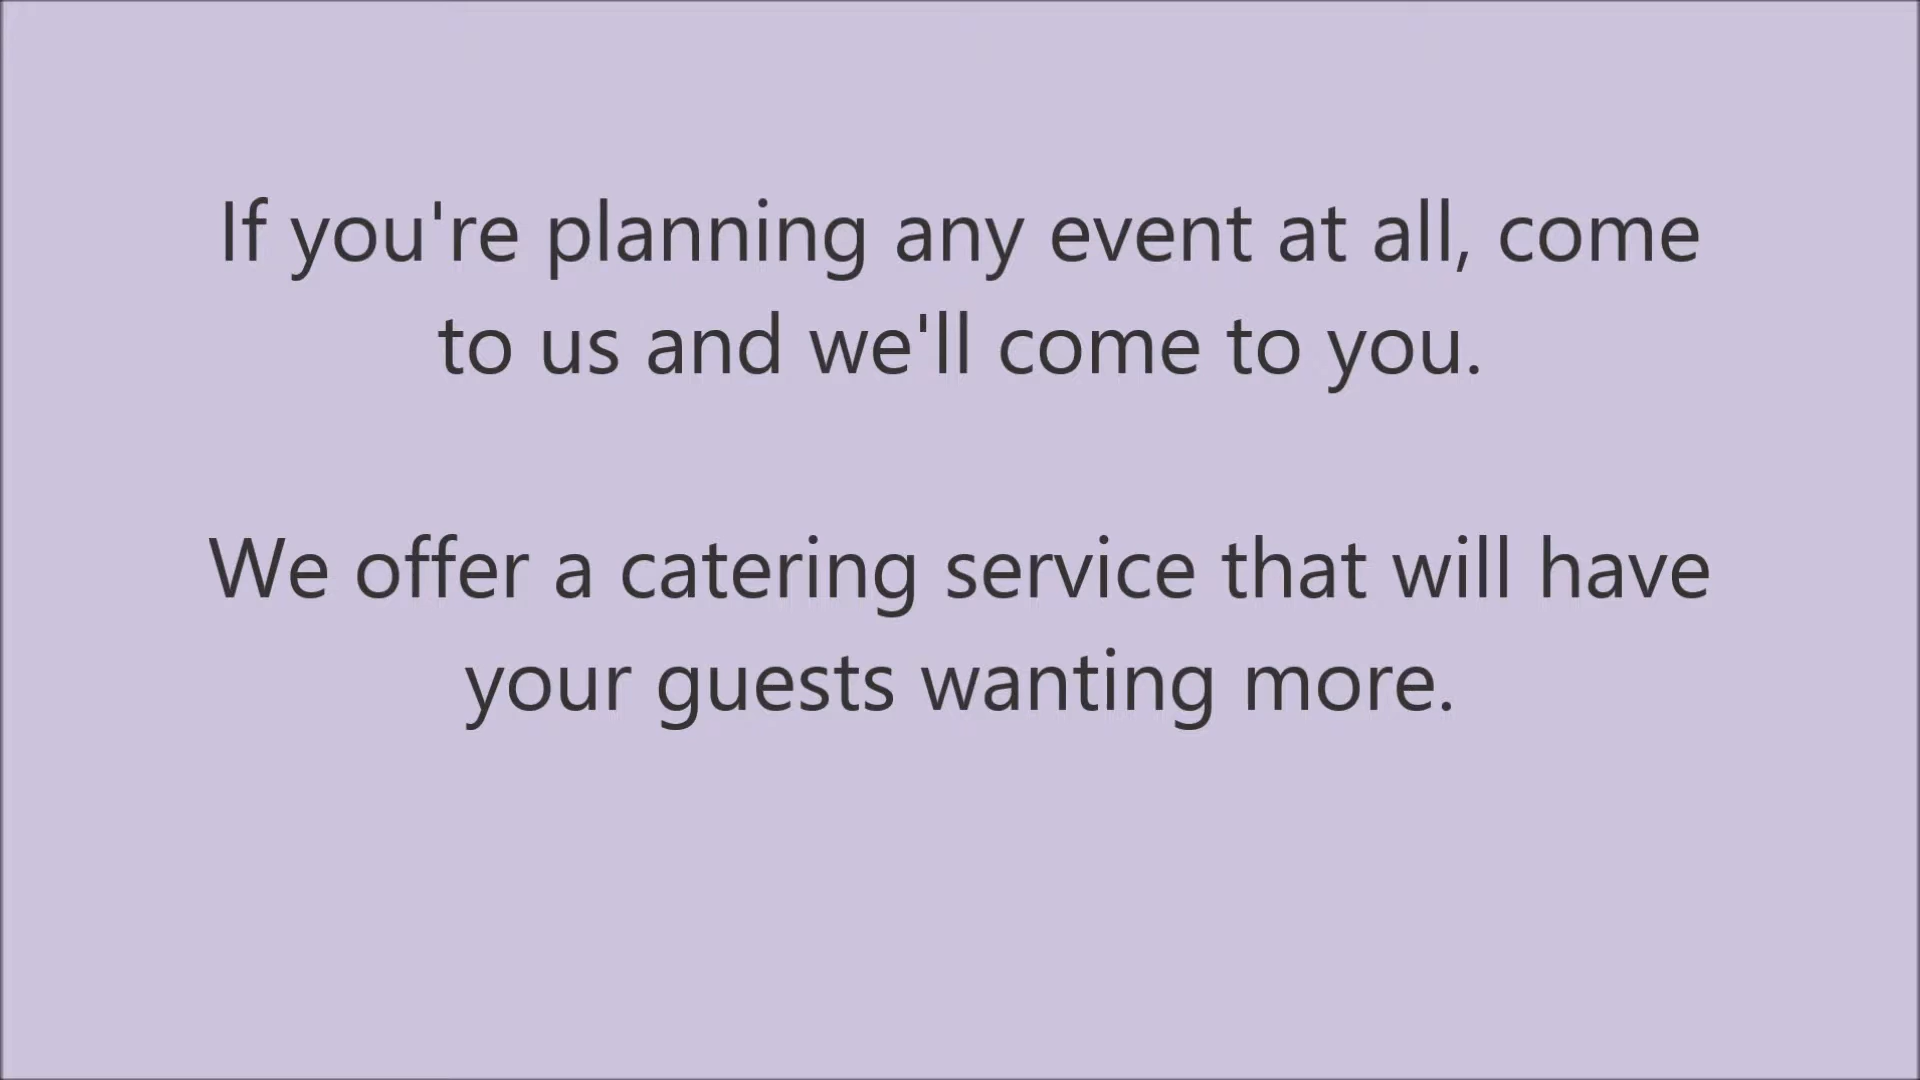 If you're planning any event at all, come
to us and we'll come to you.
We offer a catering service that will have
your guests wanting more.